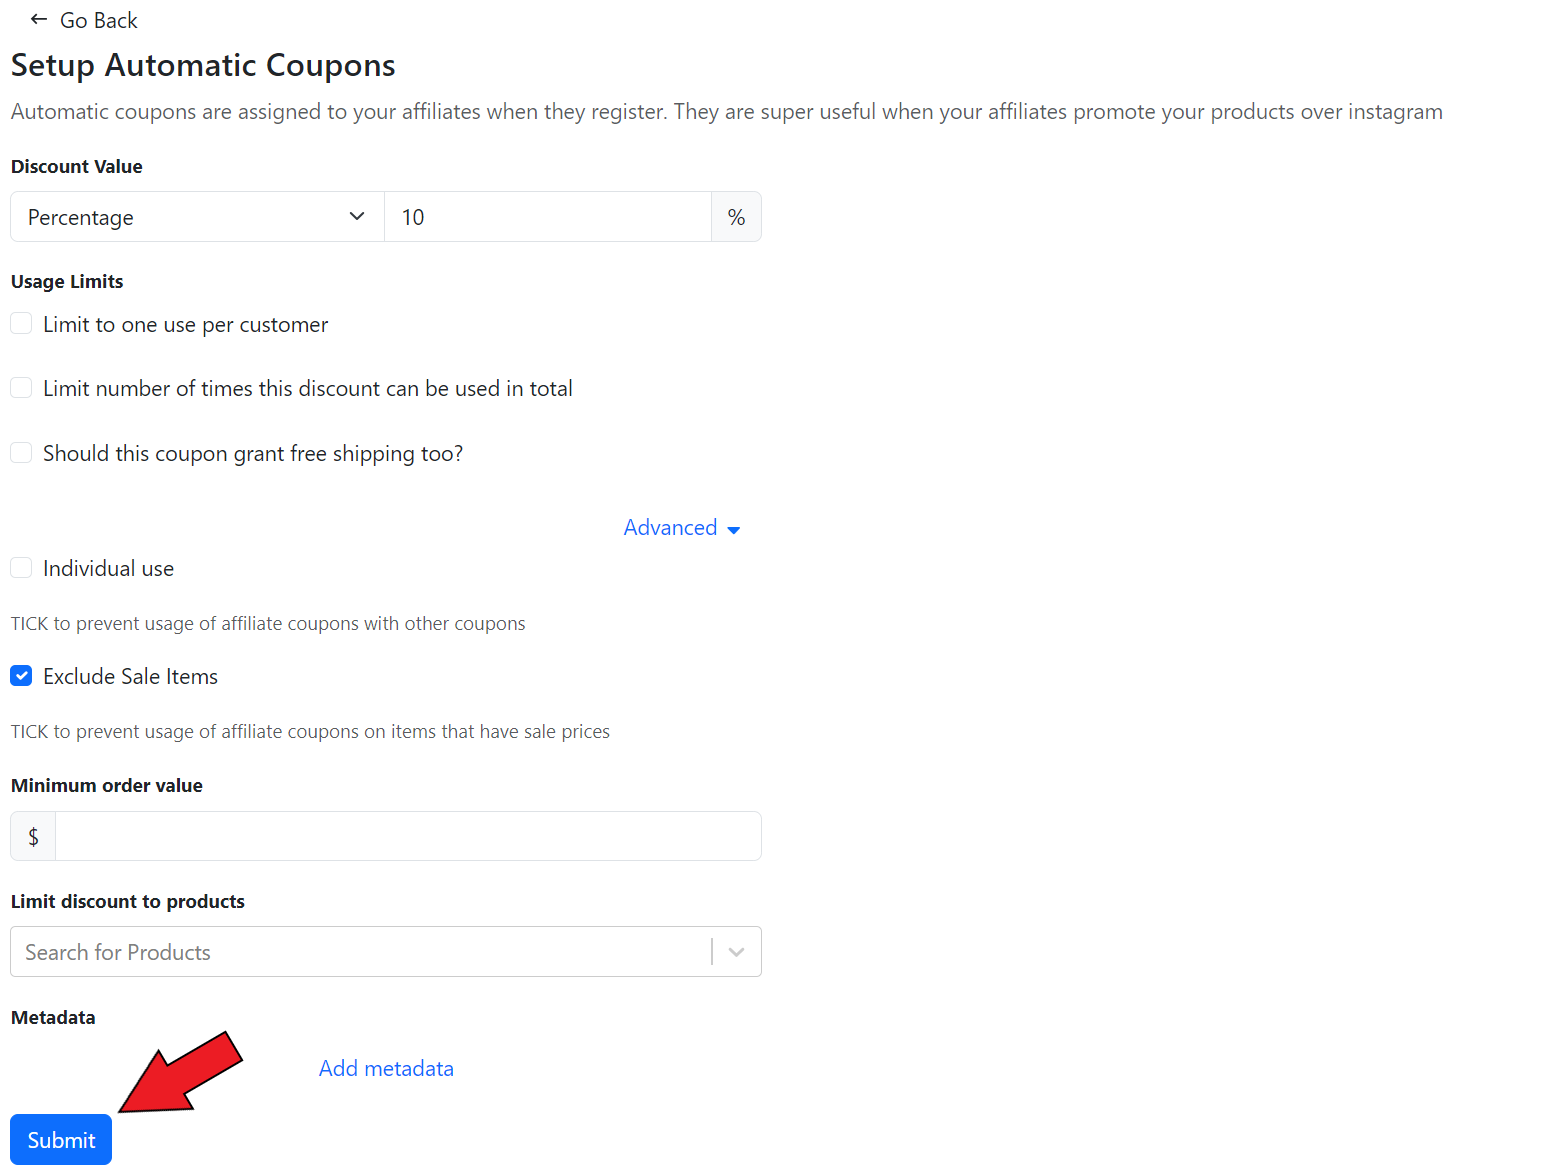 Go Back
Setup Automatic Coupons
Automatic coupons are assigned to your affiliates when they register. They are super useful when your affiliates promote your products over instagram
Discount Value
Percentage 10 %
Usage Limits
Limit to one use per customer
Limit number of times this discount can be used in total
Should this coupon grant free shipping too?
Advanced
Individual use
TICK to prevent usage of affiliate coupons with other coupons
Exclude Sale Items
TICK to prevent usage of affiliate coupons on items that have sale prices
Minimum order value
$
Limit discount to products
Search for Products
Metadata
Add metadata
Submit